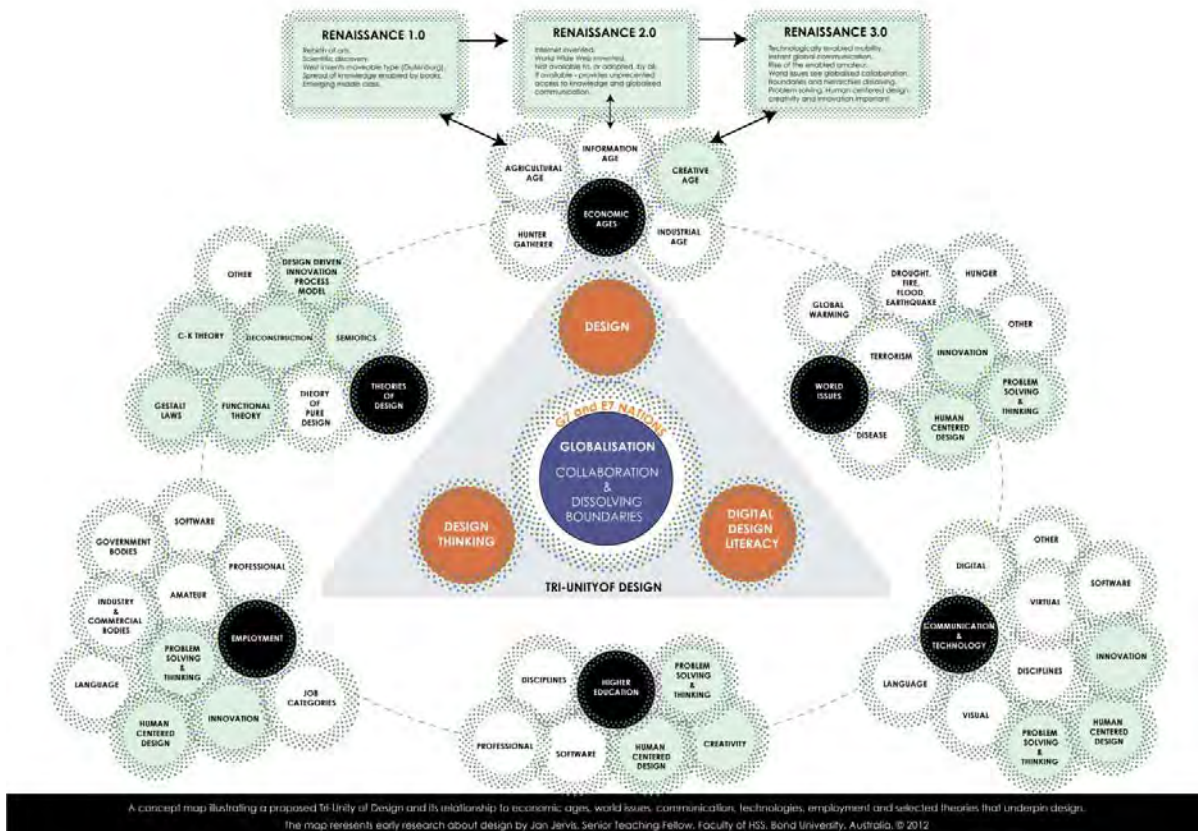 RENAISSANCE 1.0
Rebirth of arts.
Scientific discovery.
West invents moveable type (Gutenburg).
Spread of knowledge enabled by books.
Emerging middle class.
RENAISSANCE 2.0
Internet invented.
World Wide Web invented.
Not available to, or adopted, by all.
If available - provides unprecented
access to knowledge and globalised
communication.
RENAISSANCE 3.0
Technologically enabled mobility.
Instant global communication.
Rise of the enabled amateur.
World issues see globalised collaboration.
Boundaries and hierarchies dissolving.
Problem solving, Human centered design,
creativity and innovation important
AGRICULTURAL
AGE
INFORMATION
AGE
CREATIVE
AGE
HUNTER
GATHERER
ECONOMIC
AGES
INDUSTRIAL
AGE
OTHER
DESIGN DRIVEN
INNOVATION
PROCESS
MODEL
C-K THEORY
DECONSTRUCTION
SEMIOTICS
GESTALT
LAWS
FUNCTIONAL
THEORY
THEORY
OF
PURE
DESIGN
THEORIES
OF
DESIGN
GLOBAL
WARMING
DROUGHT,
FIRE,
FLOOD,
EARTHQUAKE
HUNGER
OTHER
TERRORISM
INNOVATION
WORLD
ISSUES
PROBLEM
SOLVING
&
THINKING
DISEASE
HUMAN
CENTERED
DESIGN
DESIGN
GLOBALISATION
COLLABORATION
&
DISSOLVING
BOUNDARIES
DESIGN
THINKING
DIGITAL
DESIGN
LITERACY
TRI-UNITYOF DESIGN
GOVERNMENT
BODIES
SOFTWARE
PROFESSIONAL
INDUSTRY
&
COMMERCIAL
BODIES
AMATEUR
EMPLOYMENT
PROBLEM
SOLVING
&
THINKING
LANGUAGE
HUMAN
CENTERED
DESIGN
INNOVATION
JOB
CATEGORIES
DISCIPLINES
HIGHER
EDUCATION
PROBLEM
SOLVING
&
THINKING
PROFESSIONAL
SOFTWARE
HUMAN
CENTERED
DESIGN
CREATIVITY
DIGITAL
OTHER
SOFTWARE
VIRTUAL
COMMUNICATION
&
TECHNOLOGY
INNOVATION
LANGUAGE
DISCIPLINES
VISUAL
PROBLEM
SOLVING
&
THINKING
HUMAN
CENTERED
DESIGN
A concept map illustrating a proposed Tri-Unity of Design and its relationship to economic ages, world issues, communication, technologies, employment and selected theories that underpin design.
The map reresents early research about design by Jan Jervis, Senior Teaching Fellow, Faculty of HSS, Bond University, Australia. © 2012